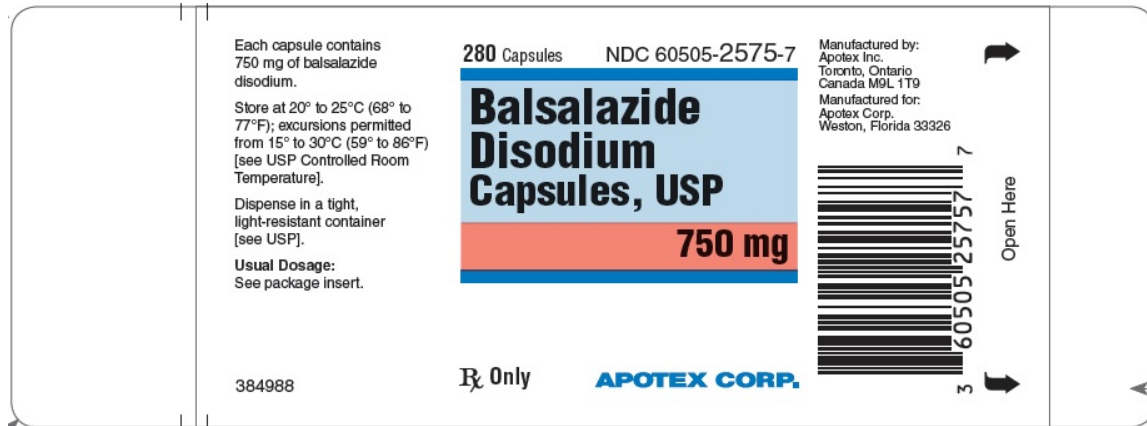 Each capsule contains
750 mg of balsalazide
disodium.
Store at 20° to 25°C (68° to
77°F); excursions permitted
from 15° to 30°C (59° to 86°F)
[see USP Controlled Room
Temperature].
Dispense in a tight,
light-resistant container
[see USP].
Usual Dosage:
See package insert.
384988
280 Capsules NDC 60505-2575-7
Balsalazide
Disodium
Capsules, USP
750 mg
℞ Only
APOTEX CORP.
Manufactured by:
Apotex Inc.
Toronto, Ontario
Canada M9L 1T9
Manufactured for:
Apotex Corp.
Weston, Florida 33326
3 60505 25757 7
Open Here